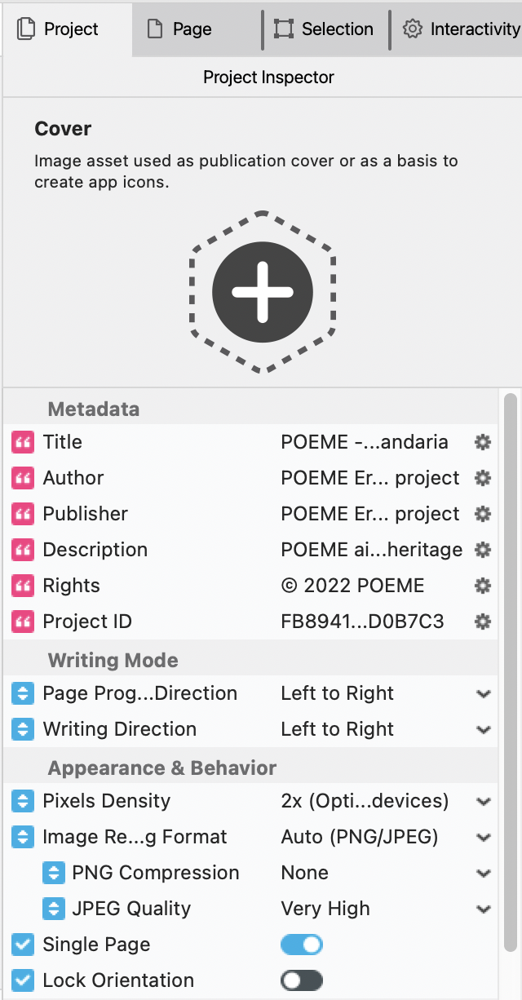 Project Page Selection Interactivity
Project Inspector
Cover
Image asset used as publication cover or as a basis to
create app icons.
Metadata
Title POEME -...andaria
Author POEME Er... project
Publisher POEME Er... project
Description POEME ai...heritage
Rights © 2022 POEME
Project ID FB8941...D0B7C3
Writing Mode
Page Prog...Direction Left to Right
Writing Direction Left to Right
Appearance & Behavior
Pixels Density 2x (Opti...devices)
Image Re...g Format Auto (PNG/JPEG)
PNG Compression None
JPEG Quality Very High
Single Page
Lock Orientation